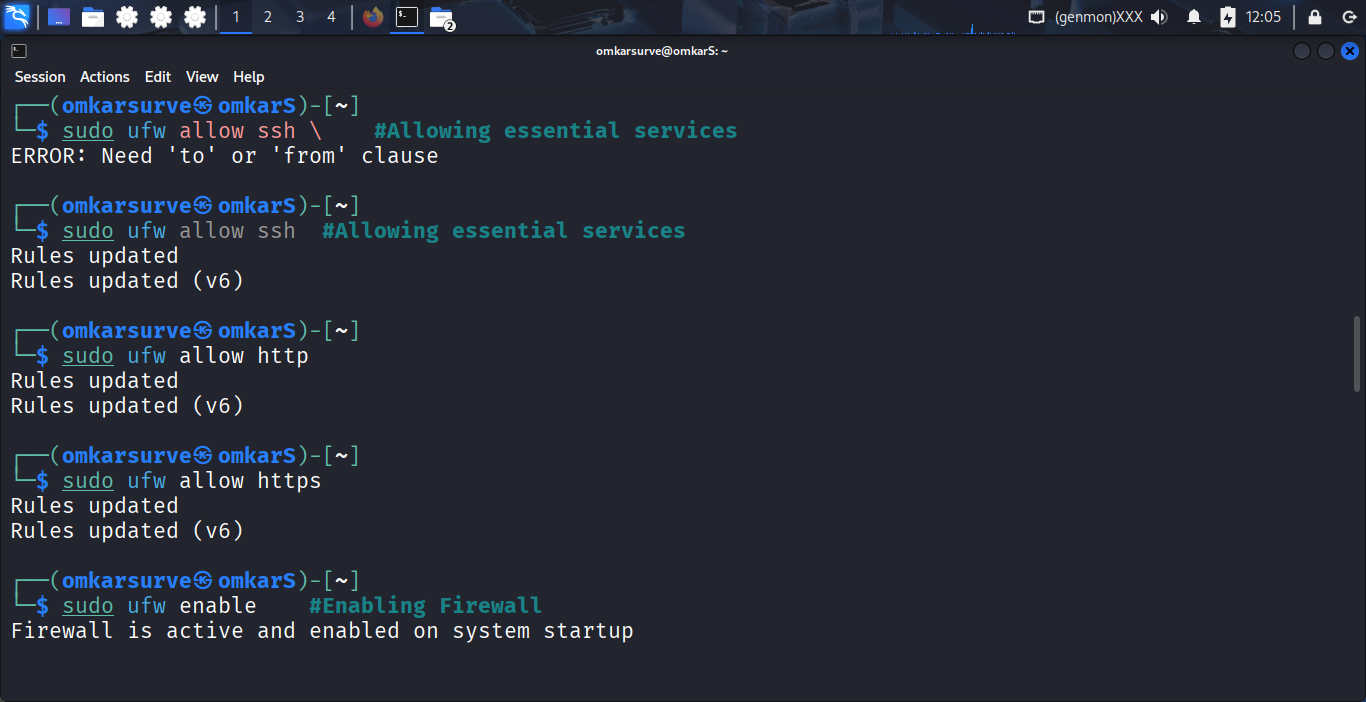 1 2 3 4 (genmon)XXX 12:05
omkarsurve@omkarS: ~
Session Actions Edit View Help
┌──(omkarsurve㉿omkarS)-[~]
└─$ sudo ufw allow ssh \    #Allowing essential services
ERROR: Need 'to' or 'from' clause
┌──(omkarsurve㉿omkarS)-[~]
└─$ sudo ufw allow ssh  #Allowing essential services
Rules updated
Rules updated (v6)
┌──(omkarsurve㉿omkarS)-[~]
└─$ sudo ufw allow http
Rules updated
Rules updated (v6)
┌──(omkarsurve㉿omkarS)-[~]
└─$ sudo ufw allow https
Rules updated
Rules updated (v6)
┌──(omkarsurve㉿omkarS)-[~]
└─$ sudo ufw enable    #Enabling Firewall
Firewall is active and enabled on system startup